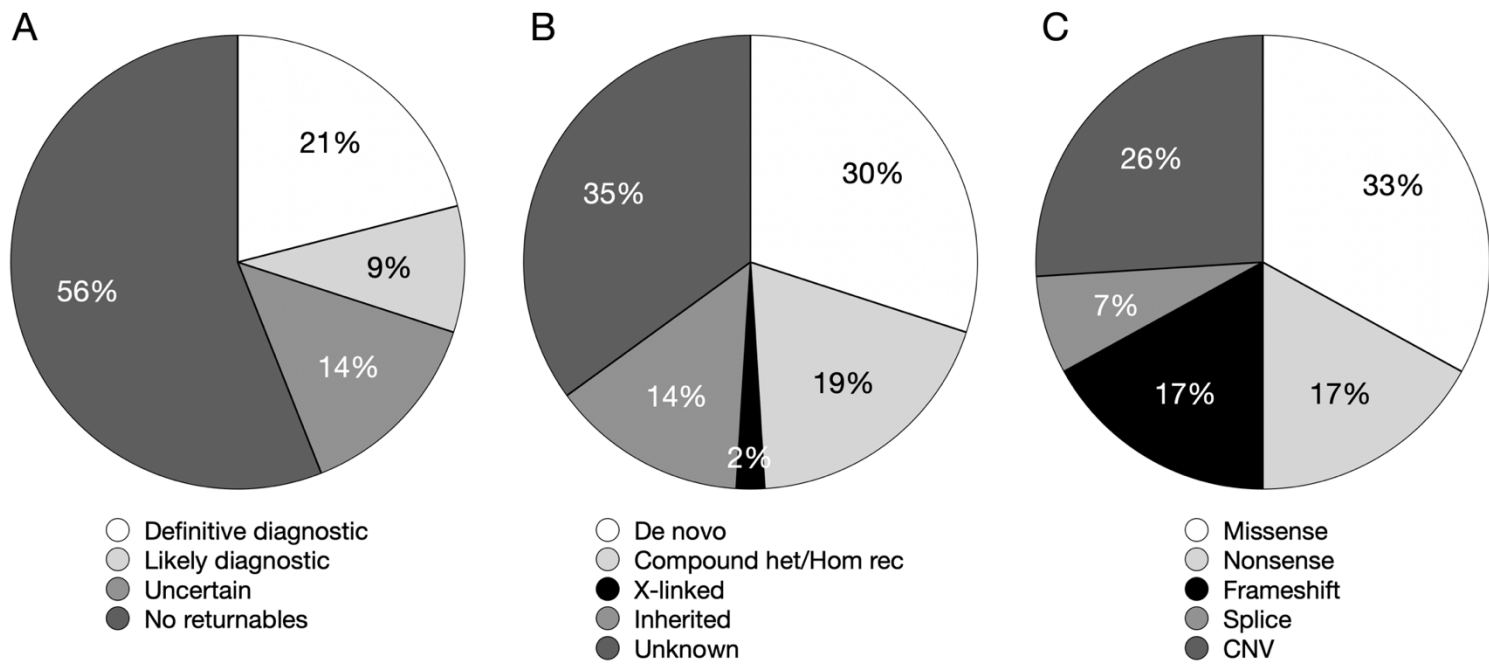 A
21%
9%
14%
56%
Definitive diagnostic
Likely diagnostic
Uncertain
No returnables
B
30%
19%
2%
14%
35%
De novo
Compound het/Hom rec
X-linked
Inherited
Unknown
C
33%
17%
17%
7%
26%
Missense
Nonsense
Frameshift
Splice
CNV